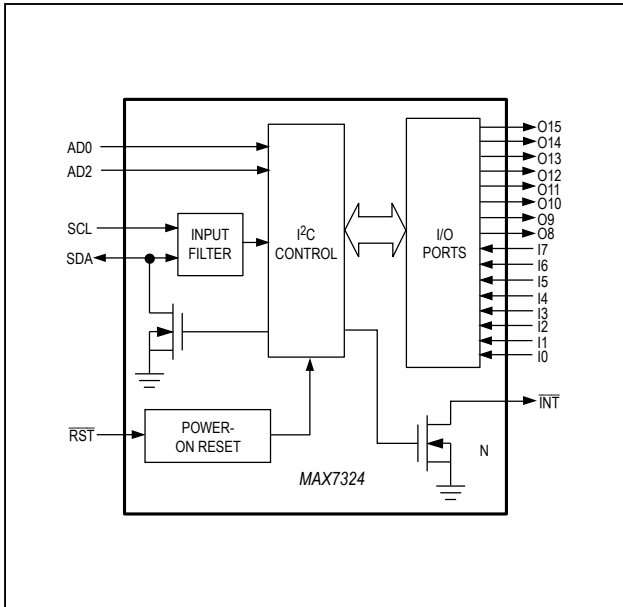 AD0
AD2
SCL
SDA
INPUT
FILTER
I²C
CONTROL
I/O
PORTS
O15
O14
O13
O12
O11
O10
O9
O8
I7
I6
I5
I4
I3
I2
I1
I0
INT
RST
POWER-
ON RESET
N
MAX7324